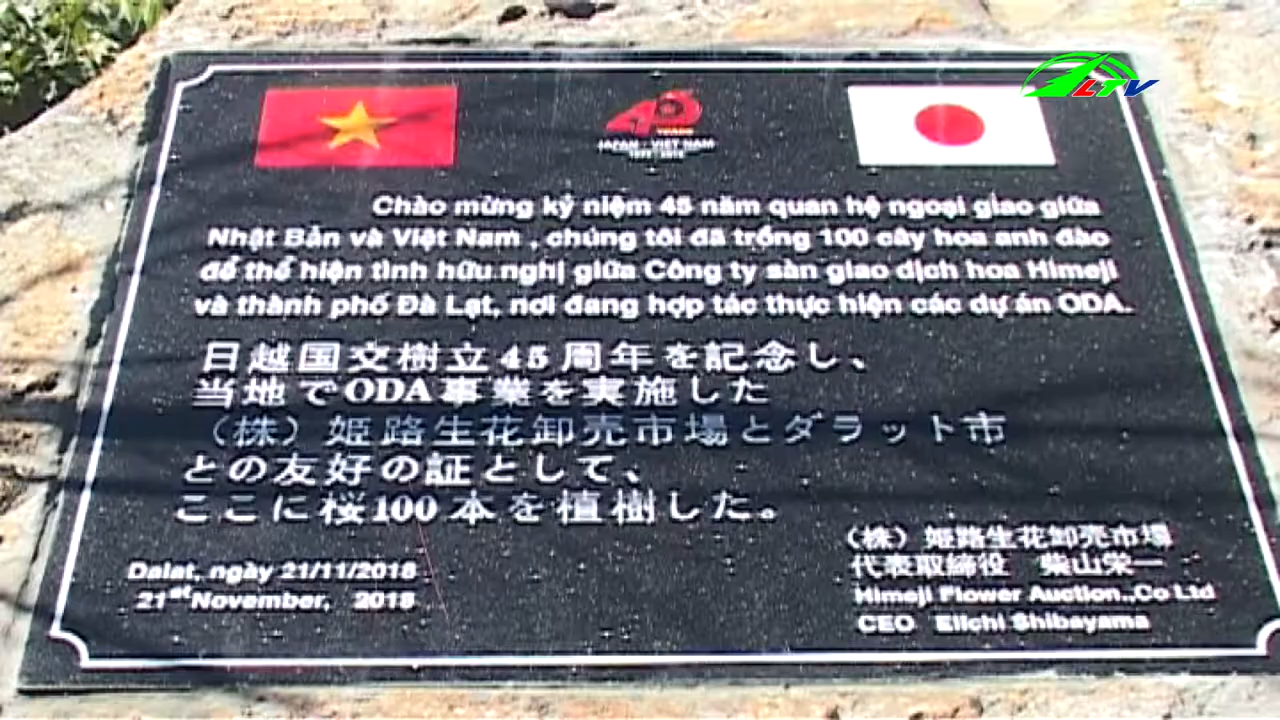 LTV
45
YEARS
JAPAN - VIET NAM
Chào mừng kỷ niệm 45 năm quan hệ ngoại giao giữa
Nhật Bản và Việt Nam , chúng tôi đã trồng 100 cây hoa anh đào
để thể hiện tình hữu nghị giữa Công ty sàn giao dịch hoa Himeji
và thành phố Đà Lạt, nơi đang hợp tác thực hiện các dự án ODA.
日越国交樹立45周年を記念し、
当地でODA事業を実施した
（株）姫路生花卸売市場とダラット市
との友好の証として、
ここに桜100本を植樹した。
Dalat, ngày 21/11/2018
21st November, 2018
（株）姫路生花卸売市場
代表取締役 柴山栄一
Himeji Flower Auction.,Co Ltd
CEO Eiichi Shibayama